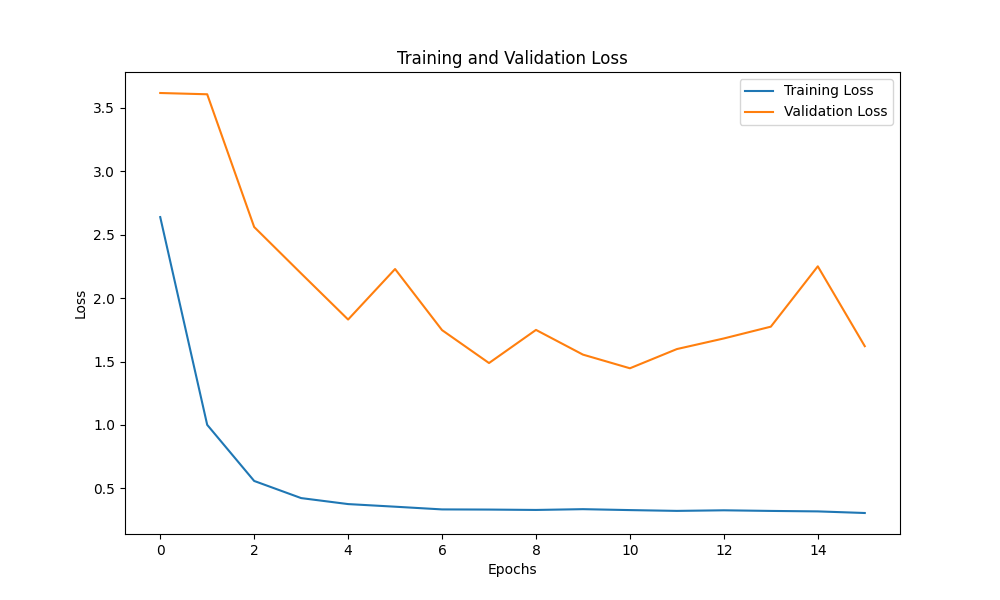 Training and Validation Loss
Training Loss
Validation Loss
3.5
3.0
2.5
2.0
1.5
1.0
0.5
Loss
0 2 4 6 8 10 12 14
Epochs